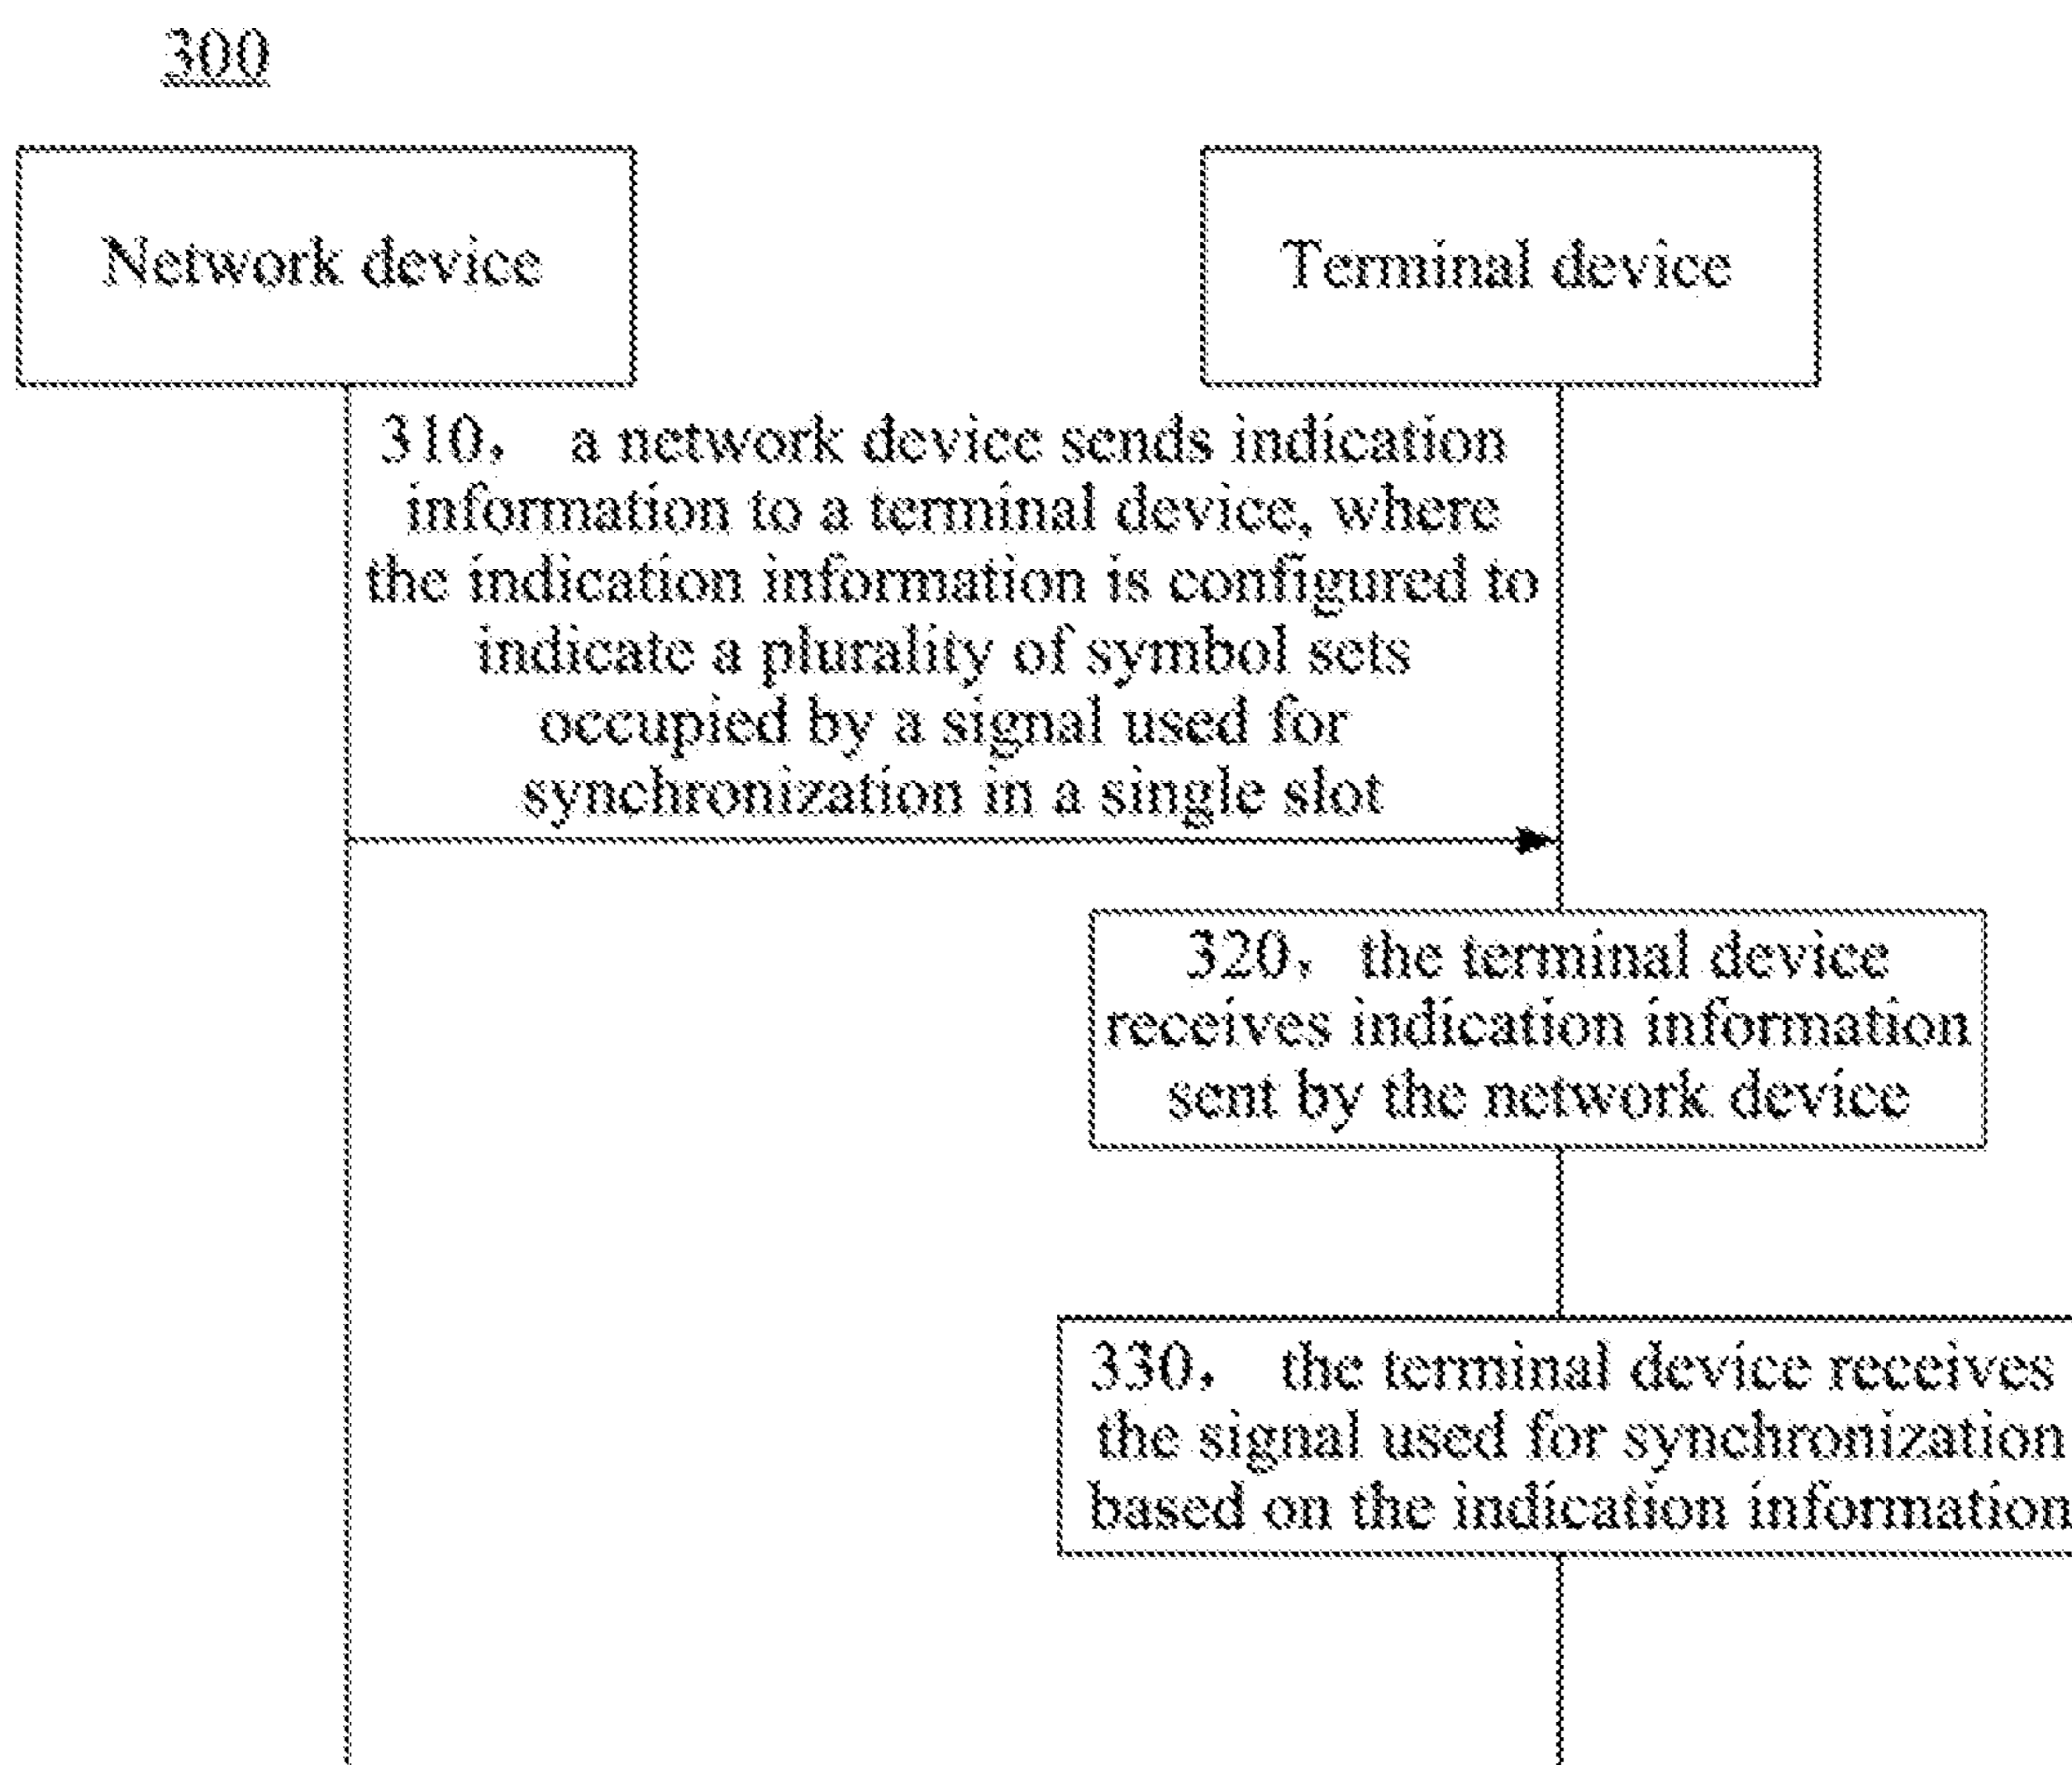 300
Network device
Terminal device
310, a network device sends indication
information to a terminal device, where
the indication information is configured to
indicate a plurality of symbol sets
occupied by a signal used for
synchronization in a single slot
320, the terminal device
receives indication information
sent by the network device
330, the terminal device receives
the signal used for synchronization
based on the indication information